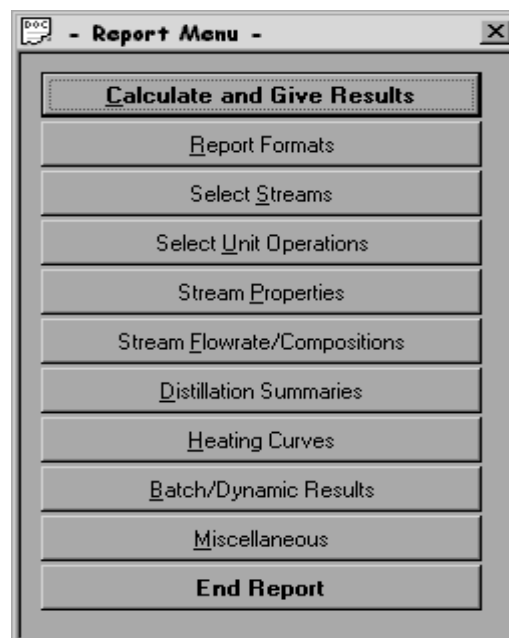 DOC
- Report Menu -
Calculate and Give Results
Report Formats
Select Streams
Select Unit Operations
Stream Properties
Stream Flowrate/Compositions
Distillation Summaries
Heating Curves
Batch/Dynamic Results
Miscellaneous
End Report